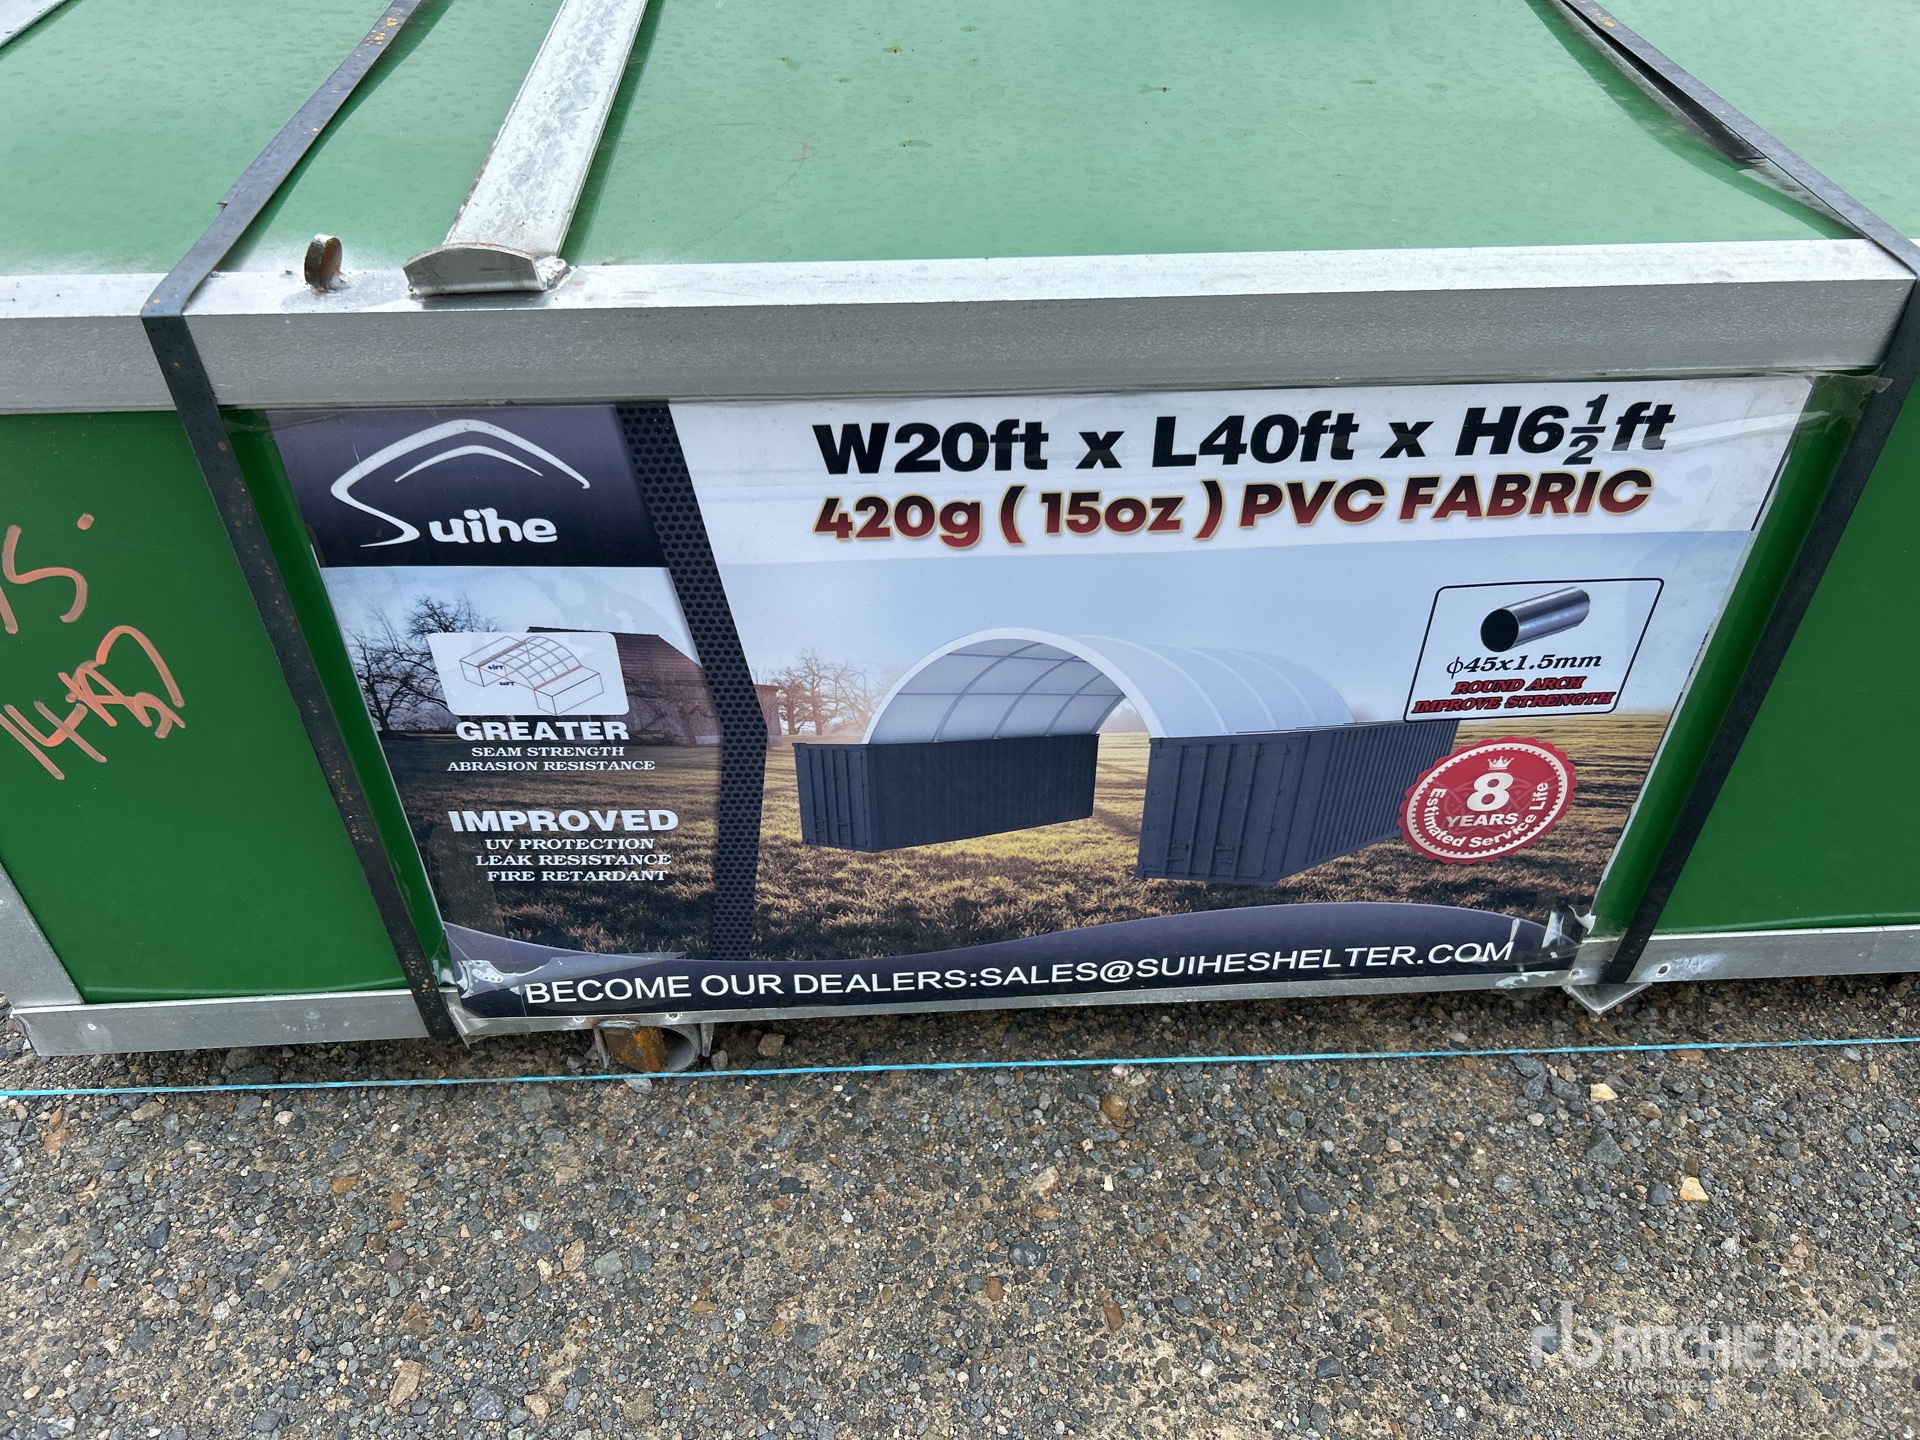 Suihe
W20ft x L40ft x H6½ft
420g ( 15oz ) PVC FABRIC
GREATER
SEAM STRENGTH
ABRASION RESISTANCE
IMPROVED
UV PROTECTION
LEAK RESISTANCE
FIRE RETARDANT
ϕ45x1.5mm
ROUND ARCH
IMPROVE STRENGTH
8
YEARS
Estimated Service Life
BECOME OUR DEALERS:SALES@SUIHESHELTER.COM
rb RITCHIE BROS.
Auctioneers